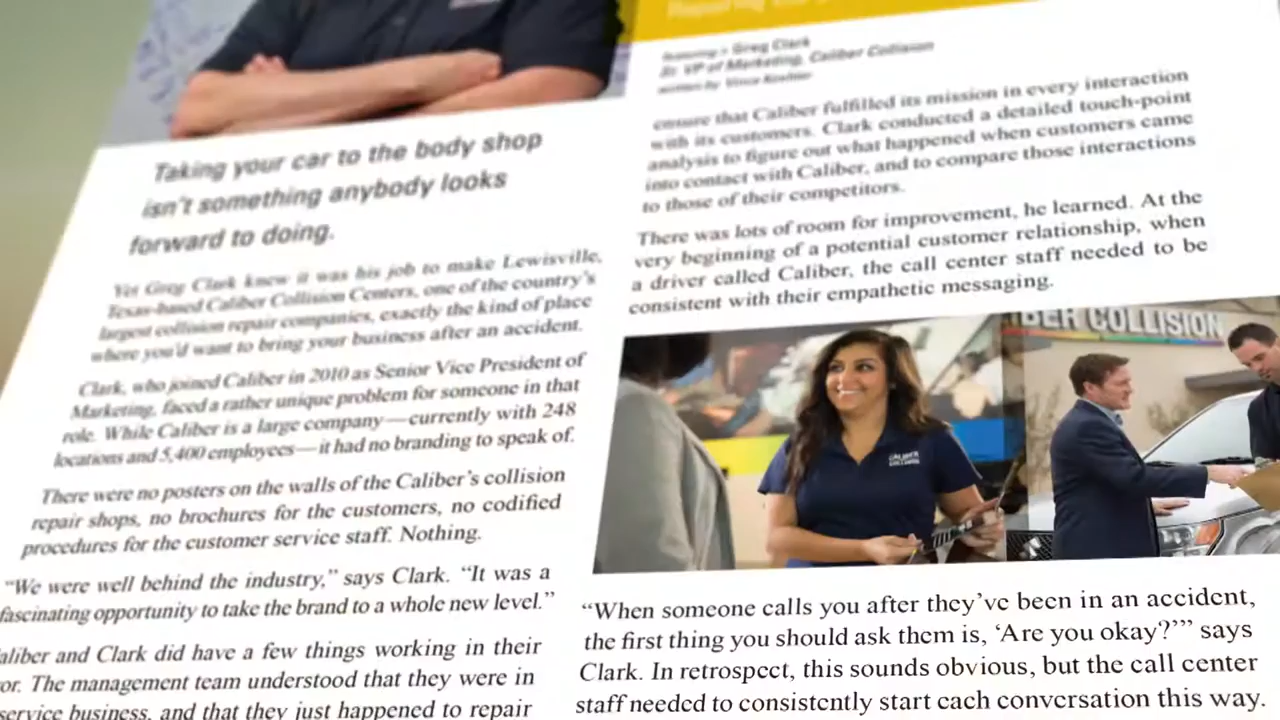 Taking your car to the body shop
isn't something anybody looks
forward to doing.
Yet Greg Clark knew it was his job to make Lewisville,
Texas-based Caliber Collision Centers, one of the country's
largest collision repair companies, exactly the kind of place
where you'd want to bring your business after an accident.
Clark, who joined Caliber in 2010 as Senior Vice President of
Marketing, faced a rather unique problem for someone in that
role. While Caliber is a large company—currently with 248
locations and 5,400 employees—it had no branding to speak of.
There were no posters on the walls of the Caliber's collision
repair shops, no brochures for the customers, no codified
procedures for the customer service staff. Nothing.
“We were well behind the industry,” says Clark. “It was a
fascinating opportunity to take the brand to a whole new level.”
aliber and Clark did have a few things working in their
or. The management team understood that they were in
service business, and that they just happened to repair
featuring > Greg Clark
Sr. VP of Marketing, Caliber Collision
written by Vince
ensure that Caliber fulfilled its mission in every interaction
with its customers. Clark conducted a detailed touch-point
analysis to figure out what happened when customers came
into contact with Caliber, and to compare those interactions
to those of their competitors.
There was lots of room for improvement, he learned. At the
very beginning of a potential customer relationship, when
a driver called Caliber, the call center staff needed to be
consistent with their empathetic messaging.
IBER COLLISION
CALIBER
COLLISION
“When someone calls you after they've been in an accident,
the first thing you should ask them is, ‘Are you okay?’” says
Clark. In retrospect, this sounds obvious, but the call center
staff needed to consistently start each conversation this way.